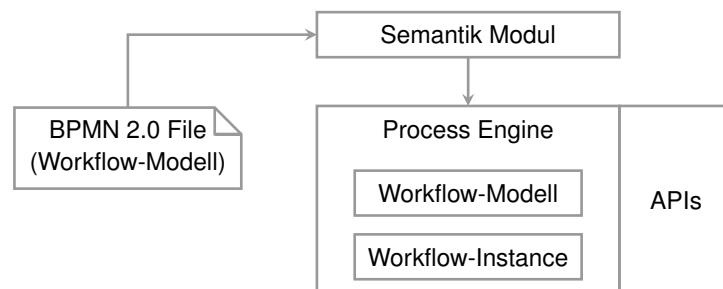 Semantik Modul
BPMN 2.0 File
(Workflow-Modell)
Process Engine
Workflow-Modell
Workflow-Instance
APIs